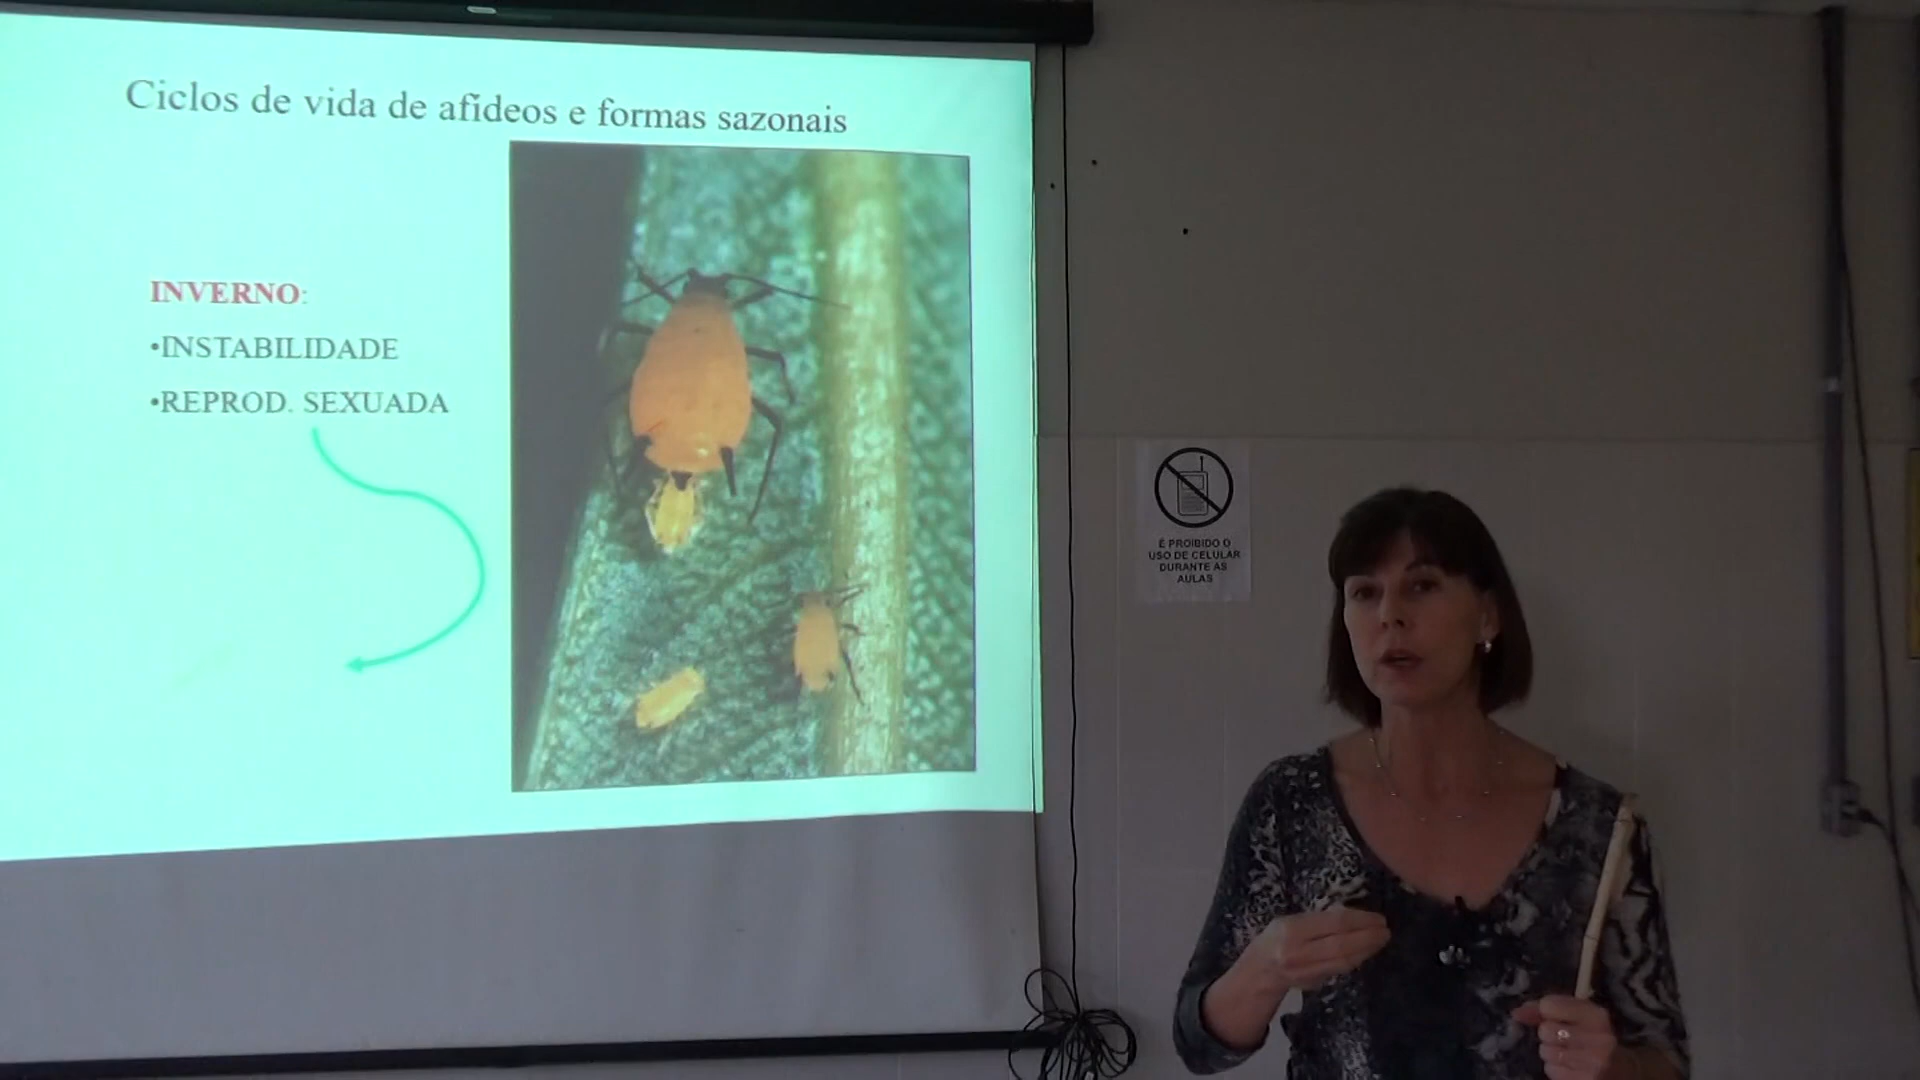 Ciclos de vida de afídeos e formas sazonais
INVERNO:
•INSTABILIDADE
•REPROD. SEXUADA
É PROIBIDO O
USO DE CELULAR
DURANTE AS
AULAS